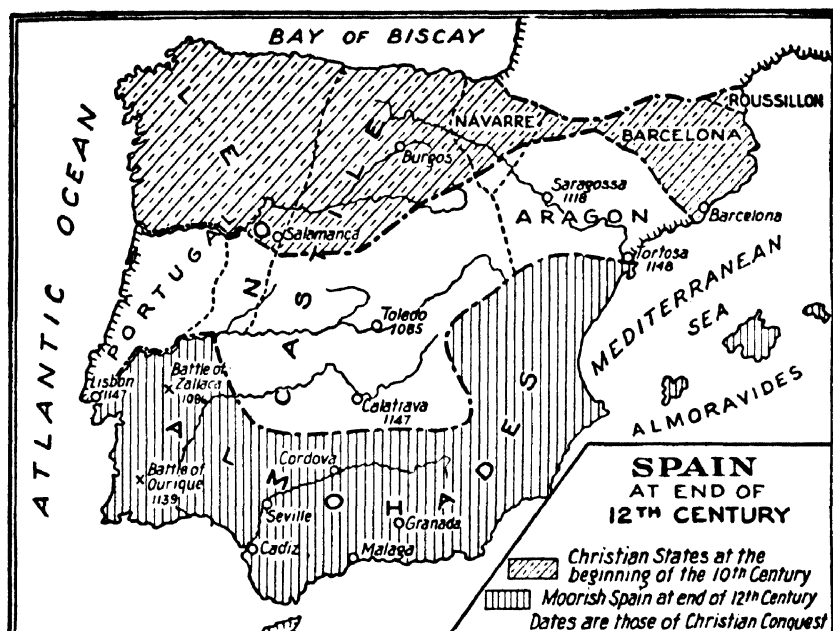 BAY OF BISCAY
ATLANTIC OCEAN
LEON
CASTILE
NAVARRE
BARCELONA
ROUSSILLON
Burgos
Saragossa
1118
ARAGON
Barcelona
Salamanca
PORTUGAL
Tortosa
1148
MEDITERRANEAN
SEA
Toledo
1085
Lisbon
1147
Battle of
Zallaca
1086
Calatrava
1147
ALMORAVIDES
ALMOHADES
Battle of
Ourique
1139
Cordova
Seville
Granada
Cadiz
Malaga
SPAIN
AT END OF
12TH CENTURY
Christian States at the
beginning of the 10th Century
Moorish Spain at end of 12th Century
Dates are those of Christian Conquest